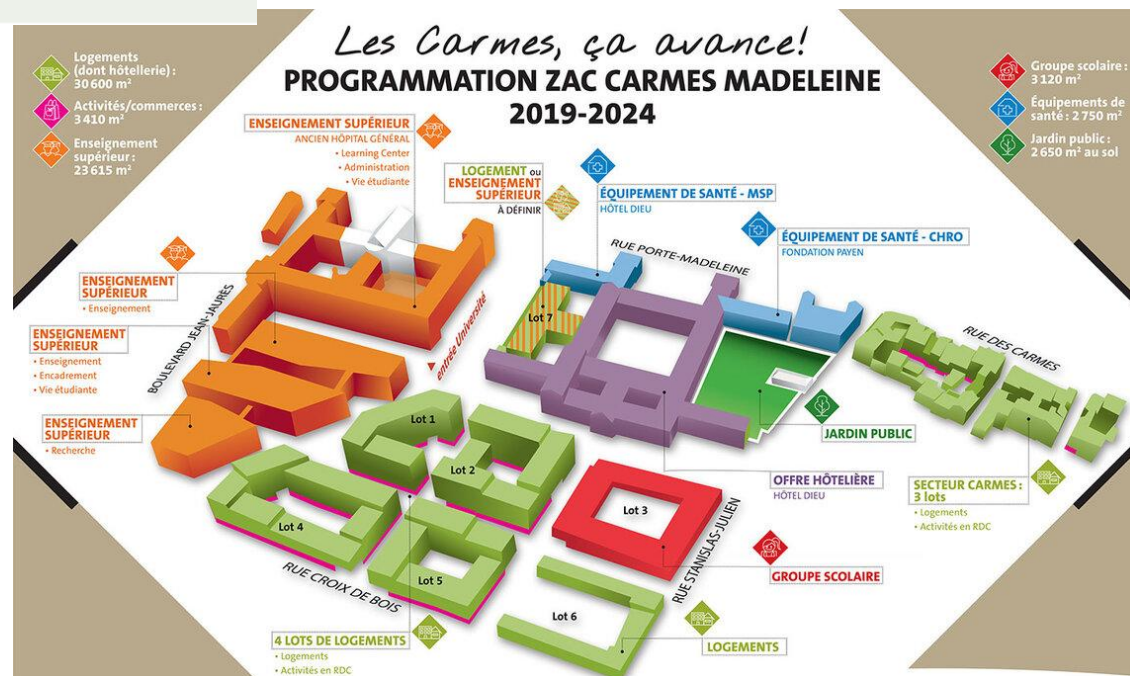 Les Carmes, ça avance!
PROGRAMMATION ZAC CARMES MADELEINE
2019-2024
Logements
(dont hôtellerie) :
30 600 m²
Activités/commerces :
3 410 m²
Enseignement
supérieur :
23 615 m²
Groupe scolaire :
3 120 m²
Équipements de
santé : 2 750 m²
Jardin public :
2 650 m² au sol
ENSEIGNEMENT SUPÉRIEUR
ANCIEN HÔPITAL GÉNÉRAL
• Learning Center
• Administration
• Vie étudiante
LOGEMENT ou
ENSEIGNEMENT
SUPÉRIEUR
À DÉFINIR
ÉQUIPEMENT DE SANTÉ - MSP
HÔTEL DIEU
RUE PORTE-MADELEINE
ÉQUIPEMENT DE SANTÉ - CHRO
FONDATION PAYEN
ENSEIGNEMENT
SUPÉRIEUR
• Enseignement
BOULEVARD JEAN-JAURÈS
entrée Université
Lot 7
RUE DES CARMES
ENSEIGNEMENT
SUPÉRIEUR
• Enseignement
• Encadrement
• Vie étudiante
ENSEIGNEMENT
SUPÉRIEUR
• Recherche
Lot 1
Lot 2
JARDIN PUBLIC
OFFRE HÔTELIÈRE
HÔTEL DIEU
SECTEUR CARMES :
3 lots
• Logements
• Activités en RDC
Lot 3
Lot 4
RUE STANISLAS-JULIEN
RUE CROIX DE BOIS
Lot 5
GROUPE SCOLAIRE
Lot 6
4 LOTS DE LOGEMENTS
• Logements
• Activités en RDC
LOGEMENTS